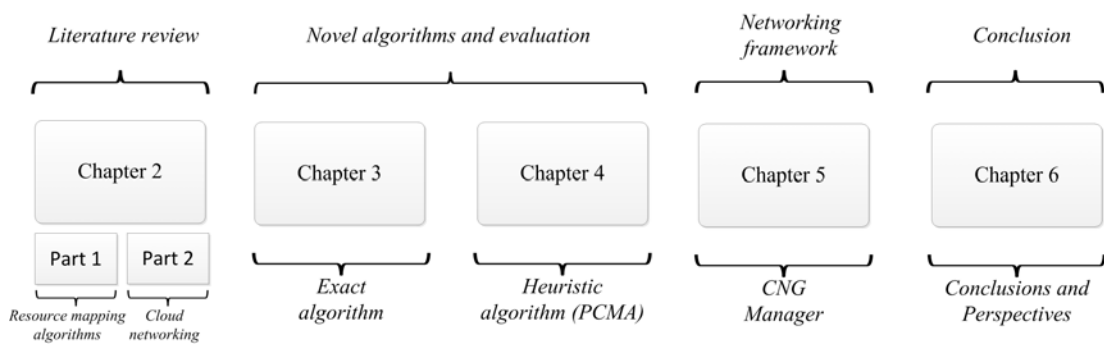 Literature review
Novel algorithms and evaluation
Networking
framework
Conclusion
Chapter 2
Chapter 3
Chapter 4
Chapter 5
Chapter 6
Part 1
Part 2
Resource mapping
algorithms
Cloud
networking
Exact
algorithm
Heuristic
algorithm (PCMA)
CNG
Manager
Conclusions and
Perspectives